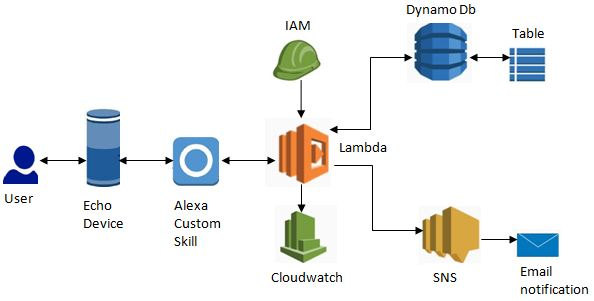 Dynamo Db
IAM
Table
Lambda
User
Echo
Device
Alexa
Custom
Skill
Cloudwatch
SNS
Email
notification